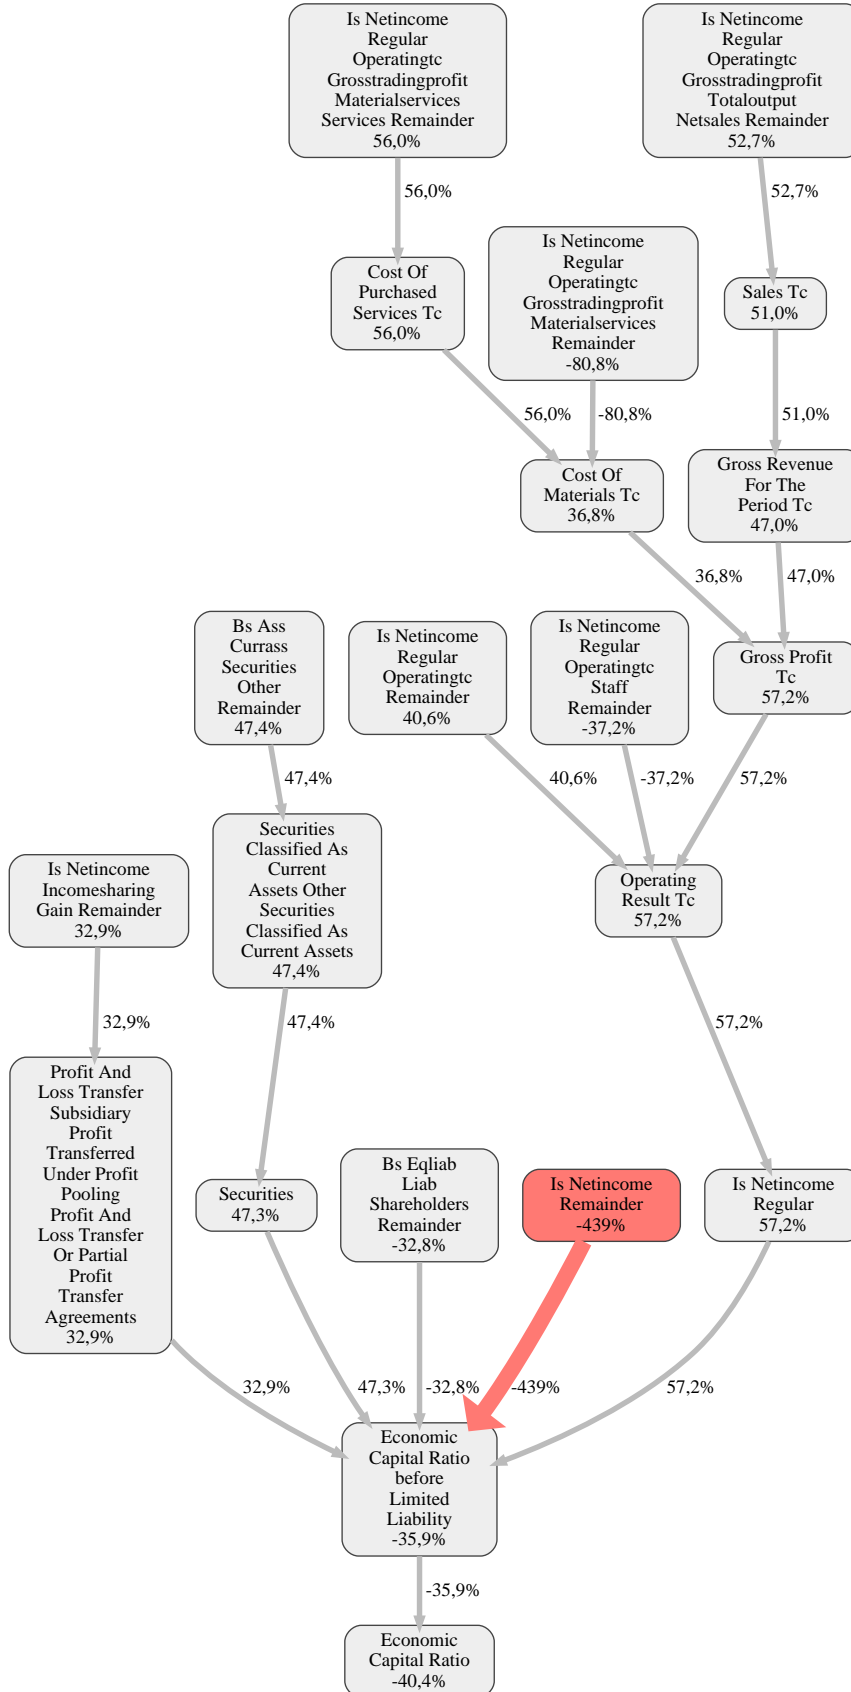 Is Netincome
Regular
Operatingtc
Grosstradingprofit
Materialservices
Services Remainder
56,0%
Is Netincome
Regular
Operatingtc
Grosstradingprofit
Totaloutput
Netsales Remainder
52,7%
56,0%
52,7%
Cost Of
Purchased
Services Tc
56,0%
Is Netincome
Regular
Operatingtc
Grosstradingprofit
Materialservices
Remainder
-80,8%
Sales Tc
51,0%
56,0%
-80,8%
51,0%
Cost Of
Materials Tc
36,8%
Gross Revenue
For The
Period Tc
47,0%
36,8%
47,0%
Bs Ass
Currass
Securities
Other
Remainder
47,4%
Is Netincome
Regular
Operatingtc
Remainder
40,6%
Is Netincome
Regular
Operatingtc
Staff
Remainder
-37,2%
Gross Profit
Tc
57,2%
47,4%
40,6%
-37,2%
57,2%
Is Netincome
Incomesharing
Gain Remainder
32,9%
Securities
Classified As
Current
Assets Other
Securities
Classified As
Current Assets
47,4%
Operating
Result Tc
57,2%
32,9%
47,4%
57,2%
Profit And
Loss Transfer
Subsidiary
Profit
Transferred
Under Profit
Pooling
Profit And
Loss Transfer
Or Partial
Profit
Transfer
Agreements
32,9%
Securities
47,3%
Bs Eqliab
Liab
Shareholders
Remainder
-32,8%
Is Netincome
Remainder
-439%
Is Netincome
Regular
57,2%
32,9%
47,3%
-32,8%
-439%
57,2%
Economic
Capital Ratio
before
Limited
Liability
-35,9%
-35,9%
Economic
Capital Ratio
-40,4%